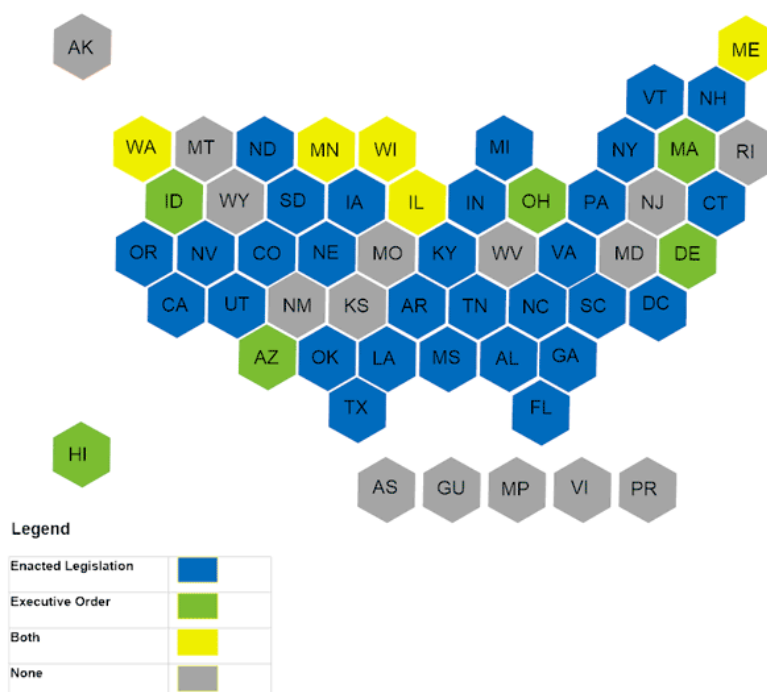 AK
ME
VT NH
WA MT ND MN WI MI NY MA RI
ID WY SD IA IL IN OH PA NJ CT
OR NV CO NE MO KY WV VA MD DE
CA UT NM KS AR TN NC SC DC
AZ OK LA MS AL GA
TX FL
HI
AS GU MP VI PR
Legend
Enacted Legislation
Executive Order
Both
None